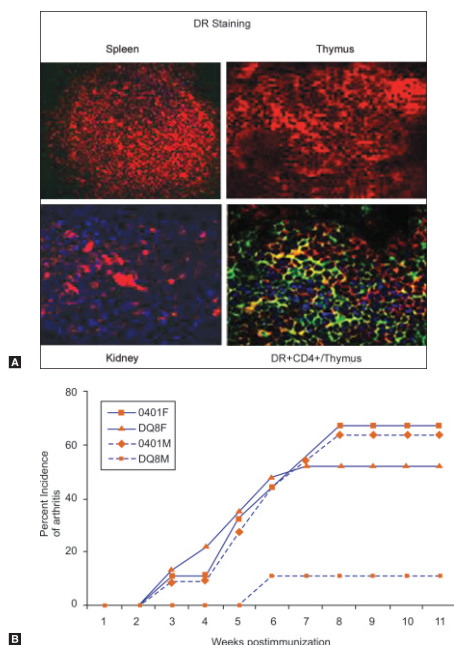 DR Staining
Spleen Thymus
Kidney DR+CD4+/Thymus
A
80
60
40
20
0
Percent Incidence
of arthritis
0401F
DQ8F
0401M
DQ8M
1 2 3 4 5 6 7 8 9 10 11
Weeks postimmunization
B